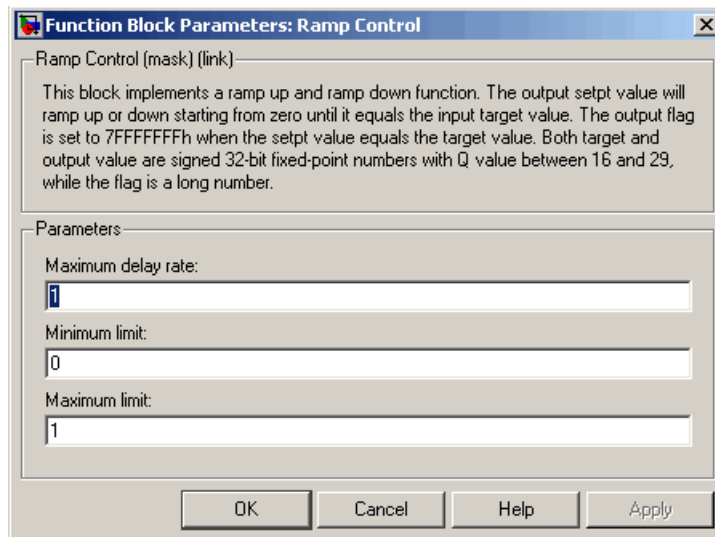 Function Block Parameters: Ramp Control
Ramp Control (mask) (link)
This block implements a ramp up and ramp down function. The output setpt value will
ramp up or down starting from zero until it equals the input target value. The output flag
is set to 7FFFFFFFh when the setpt value equals the target value. Both target and
output value are signed 32-bit fixed-point numbers with Q value between 16 and 29,
while the flag is a long number.
Parameters
Maximum delay rate:
1
Minimum limit:
0
Maximum limit:
1
OK Cancel Help Apply